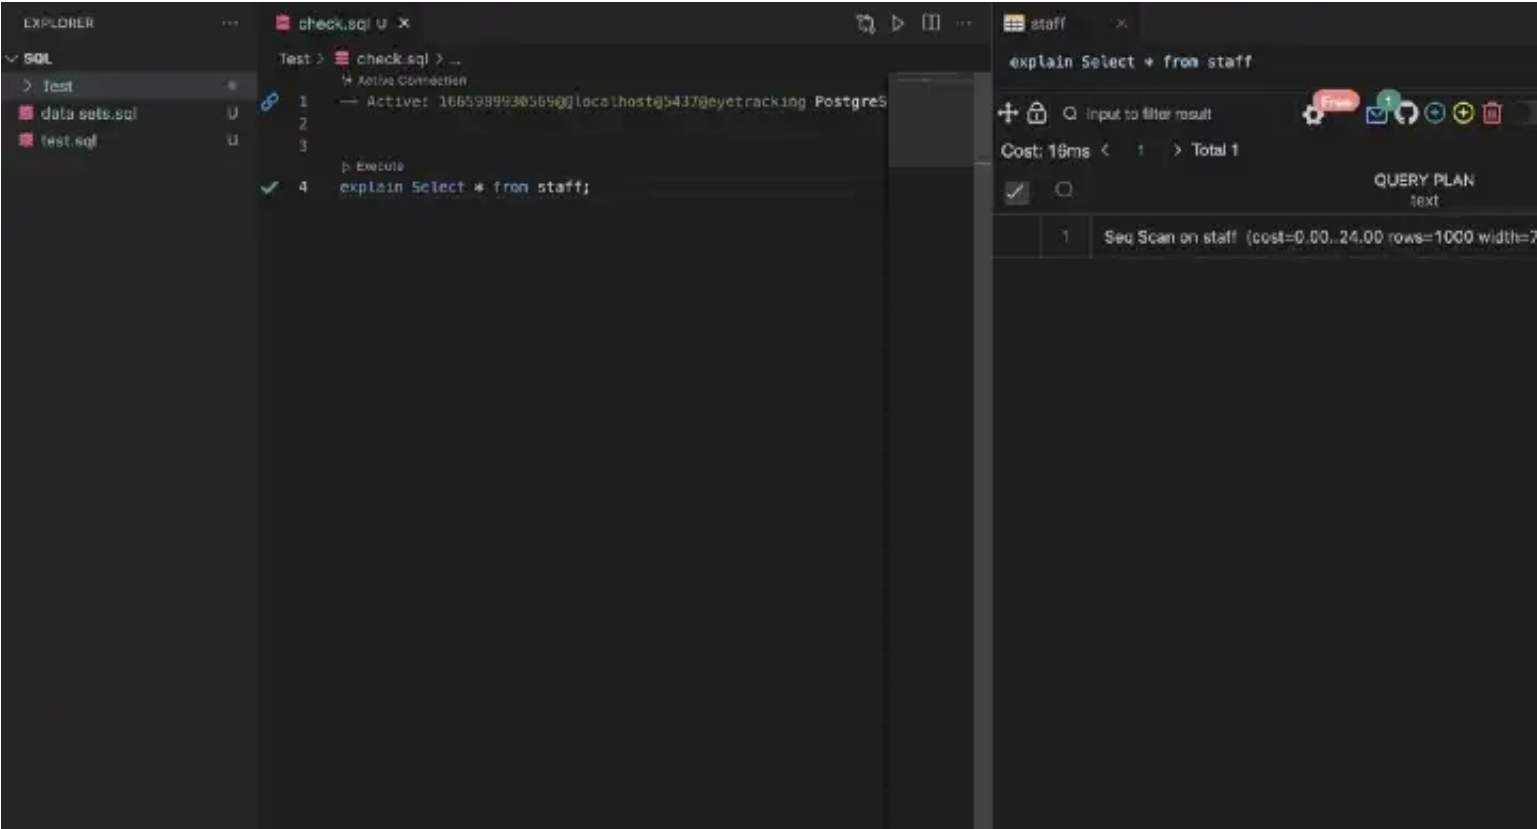 EXPLORER ...
SQL
Test
data sets.sql U
test.sql U
check.sql U ×
Test > check.sql > ...
Active Connection
1 -- Active: 1665989930569@@localhost@5437@eyetracking PostgreS
2
3
Execute
4 explain Select * from staff;
staff ×
explain Select * from staff
Input to filter result Free 1
Cost: 16ms < 1 > Total 1
QUERY PLAN
text
1 Seq Scan on staff (cost=0.00..24.00 rows=1000 width=7